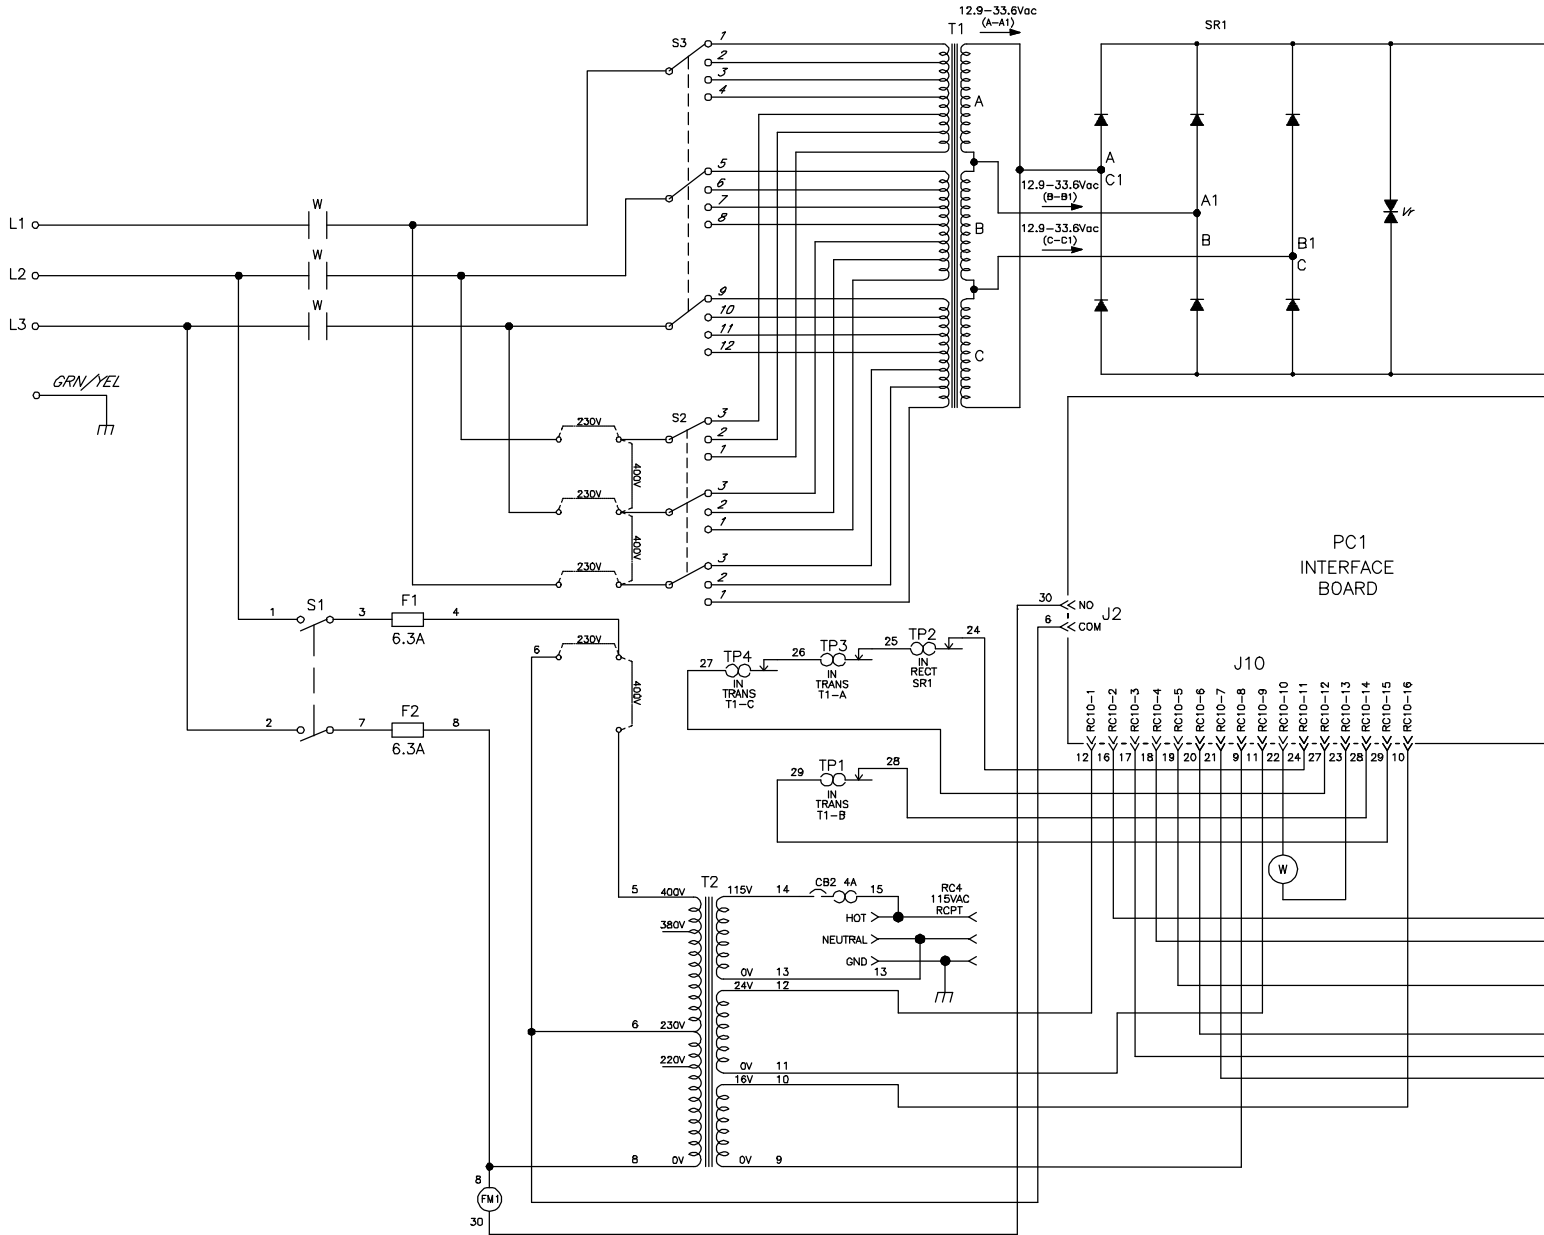 12.9-33.6Vac
(A-A1)
T1
SR1
S3
1
2
3
4
A
5
6
7
8
B
9
10
11
12
C
A
C1
12.9-33.6Vac
(B-B1)
A1
B
12.9-33.6Vac
(C-C1)
B1
C
Vr
W
L1
W
L2
W
L3
GRN/YEL
S2
3
2
1
3
2
1
3
2
1
230V
400V
230V
400V
230V
PC1
INTERFACE
BOARD
S1
1
3
F1
6.3A
4
2
7
F2
6.3A
8
6
230V
400V
30
NO
J2
6
COM
27
TP4
IN
TRANS
T1-C
26
TP3
IN
TRANS
T1-A
25
TP2
IN
RECT
SR1
24
29
TP1
IN
TRANS
T1-B
28
J10
RC10-1
RC10-2
RC10-3
RC10-4
RC10-5
RC10-6
RC10-7
RC10-8
RC10-9
RC10-10
RC10-11
RC10-12
RC10-13
RC10-14
RC10-15
RC10-16
12
16
17
18
19
20
21
9
11
22
24
27
23
28
29
10
W
T2
5
400V
380V
6
230V
220V
8
0V
115V
14
CB2 4A
15
RC4
115VAC
RCPT
HOT
NEUTRAL
GND
0V
13
13
24V
12
0V
11
16V
10
0V
9
8
FM1
30